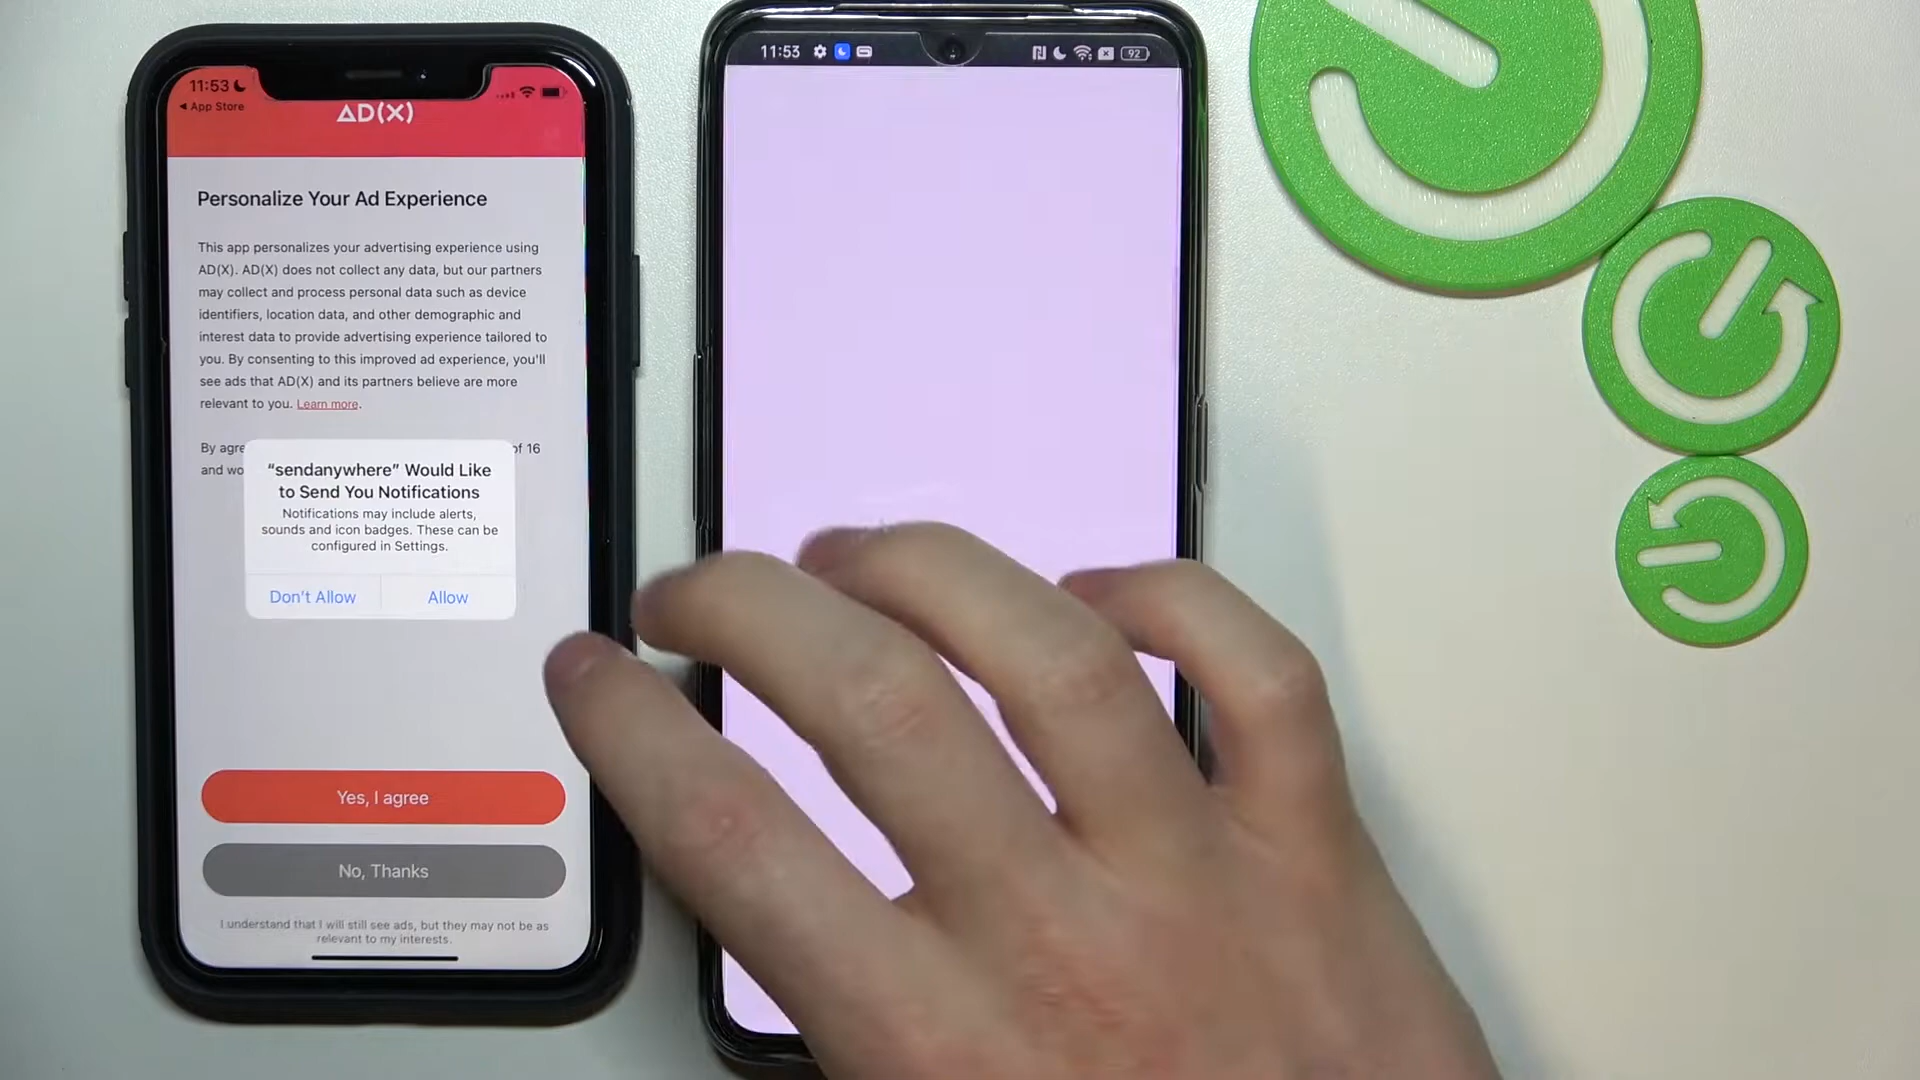 11:53
◀ App Store
AD(X)
Personalize Your Ad Experience
This app personalizes your advertising experience using
AD(X). AD(X) does not collect any data, but our partners
may collect and process personal data such as device
identifiers, location data, and other demographic and
interest data to provide advertising experience tailored to
you. By consenting to this improved ad experience, you'll
see ads that AD(X) and its partners believe are more
relevant to you. Learn more.
By agre of 16
and wo
“sendanywhere” Would Like
to Send You Notifications
Notifications may include alerts,
sounds and icon badges. These can be
configured in Settings.
Don't Allow Allow
Yes, I agree
No, Thanks
I understand that I will still see ads, but they may not be as
relevant to my interests.
11:53 92